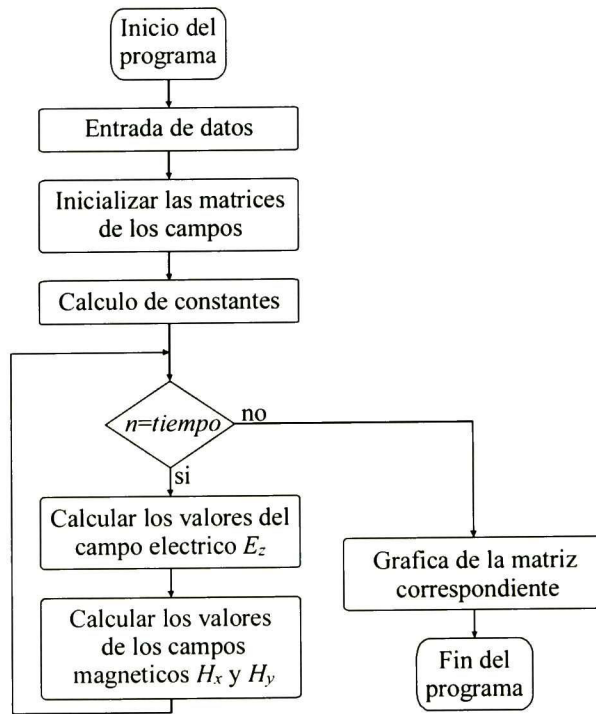 Inicio del
programa
Entrada de datos
Inicializar las matrices
de los campos
Calculo de constantes
n=tiempo
no
si
Calcular los valores del
campo electrico Ez
Calcular los valores
de los campos
magneticos Hx y Hy
Grafica de la matriz
correspondiente
Fin del
programa